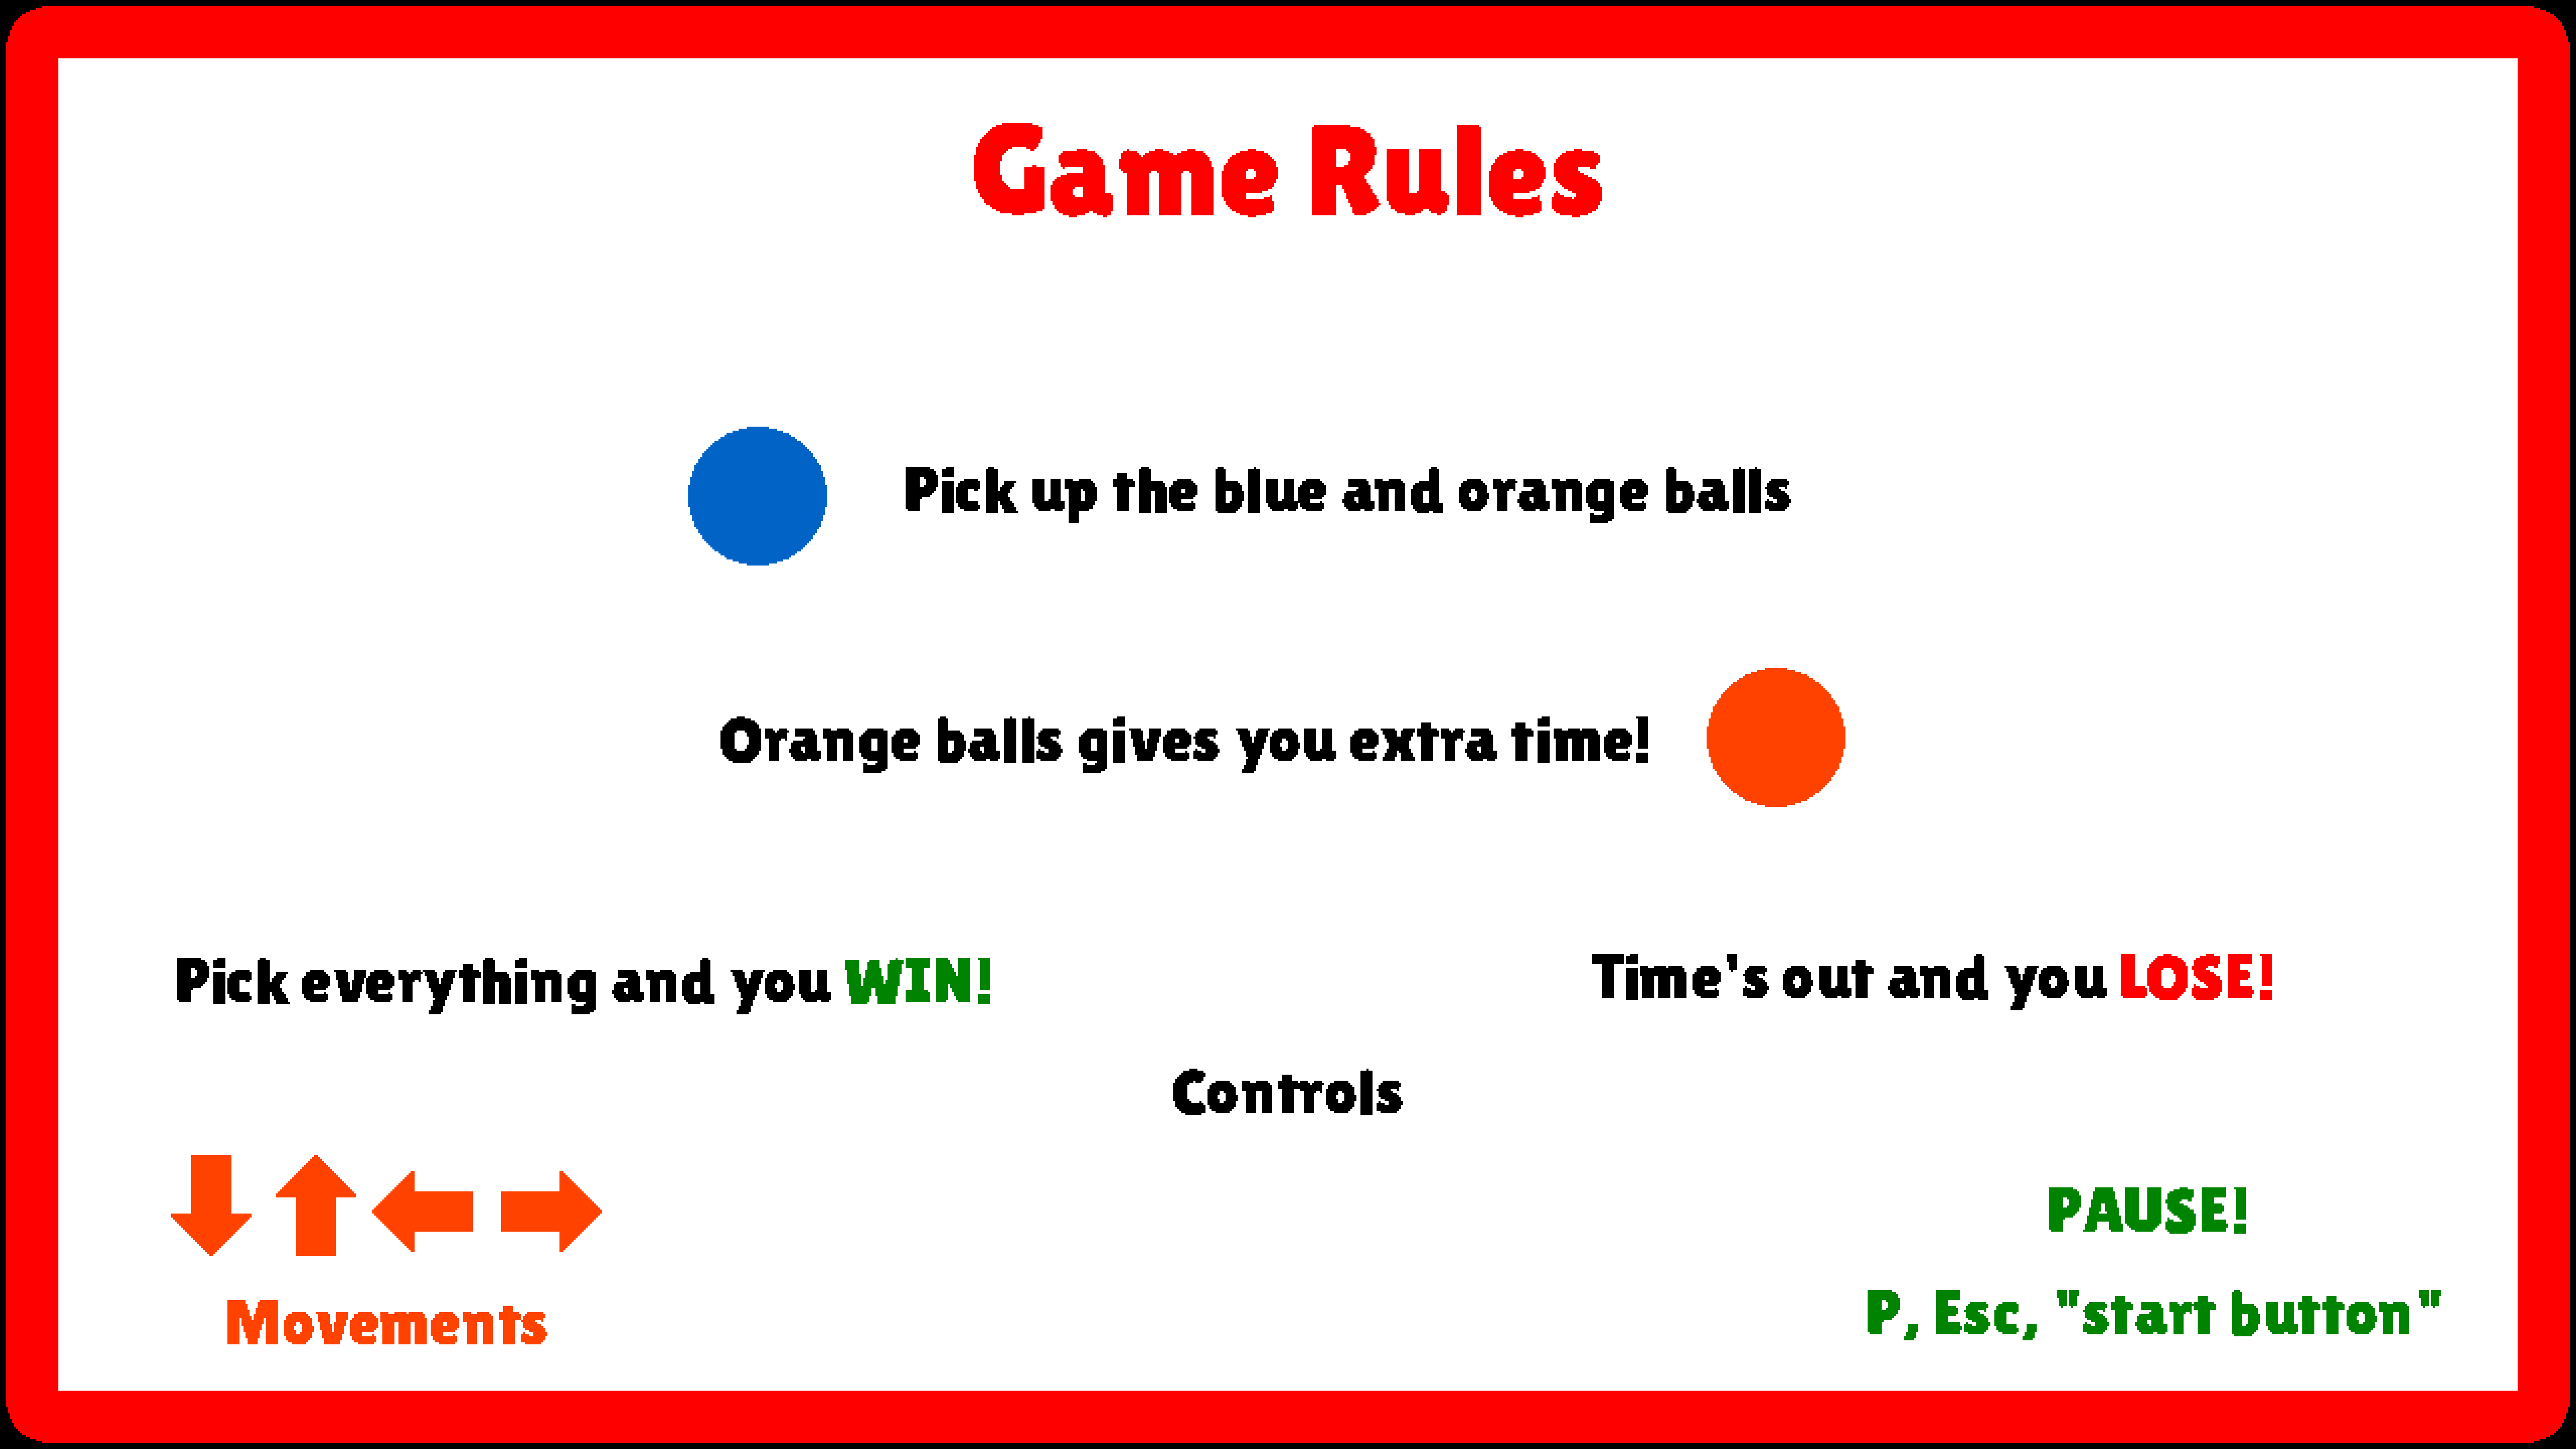 Game Rules
Pick up the blue and orange balls
Orange balls gives you extra time!
Pick everything and you WIN!
Time's out and you LOSE!
Controls
Movements
PAUSE!
P, Esc, "start button"